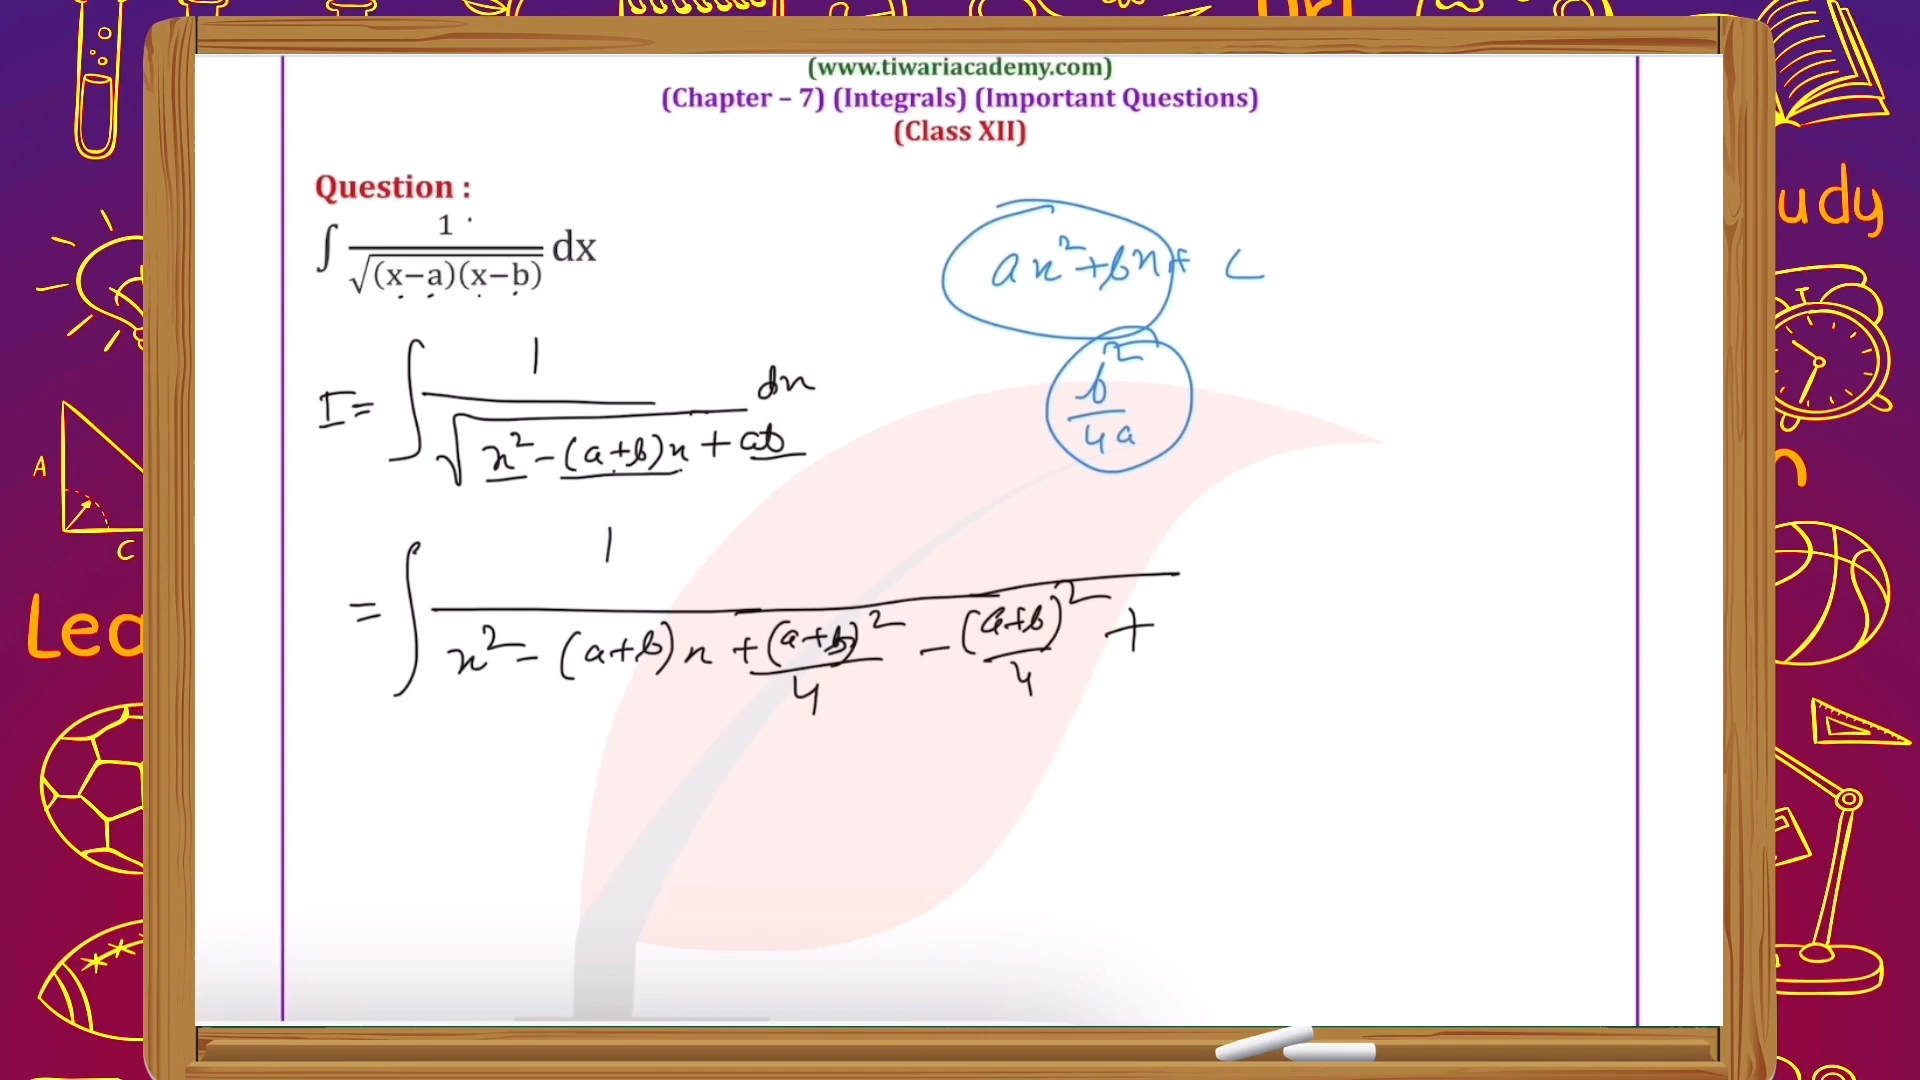 (www.tiwariacademy.com)
(Chapter – 7) (Integrals) (Important Questions)
(Class XII)
Question :
∫ 1/√((x−a)(x−b)) dx
ax²+bx+ c
b²/4a
I = ∫ 1/√(x² - (a+b)x + ab) dx
= ∫ 1/(x² - (a+b)x + (a+b)²/4 - (a+b)²/4 +
udy
A
C
Lea
n